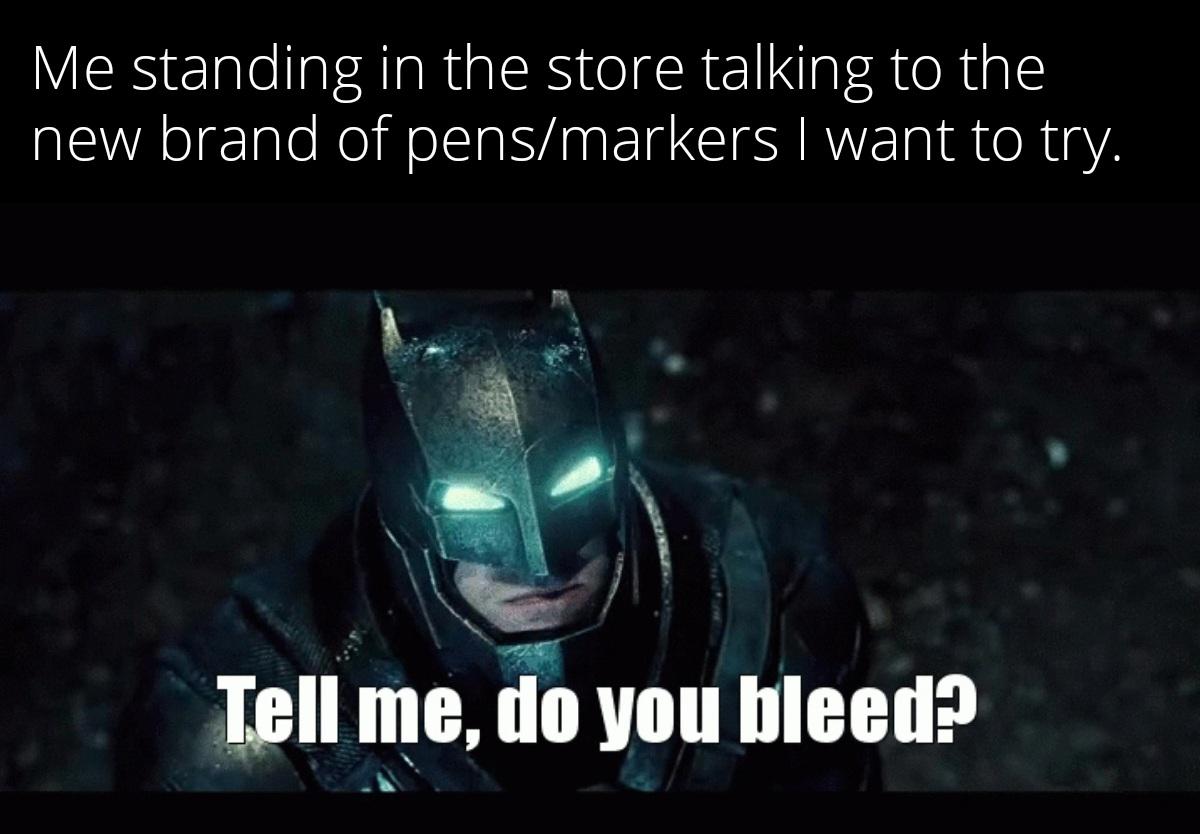 Me standing in the store talking to the
new brand of pens/markers I want to try.
Tell me, do you bleed?